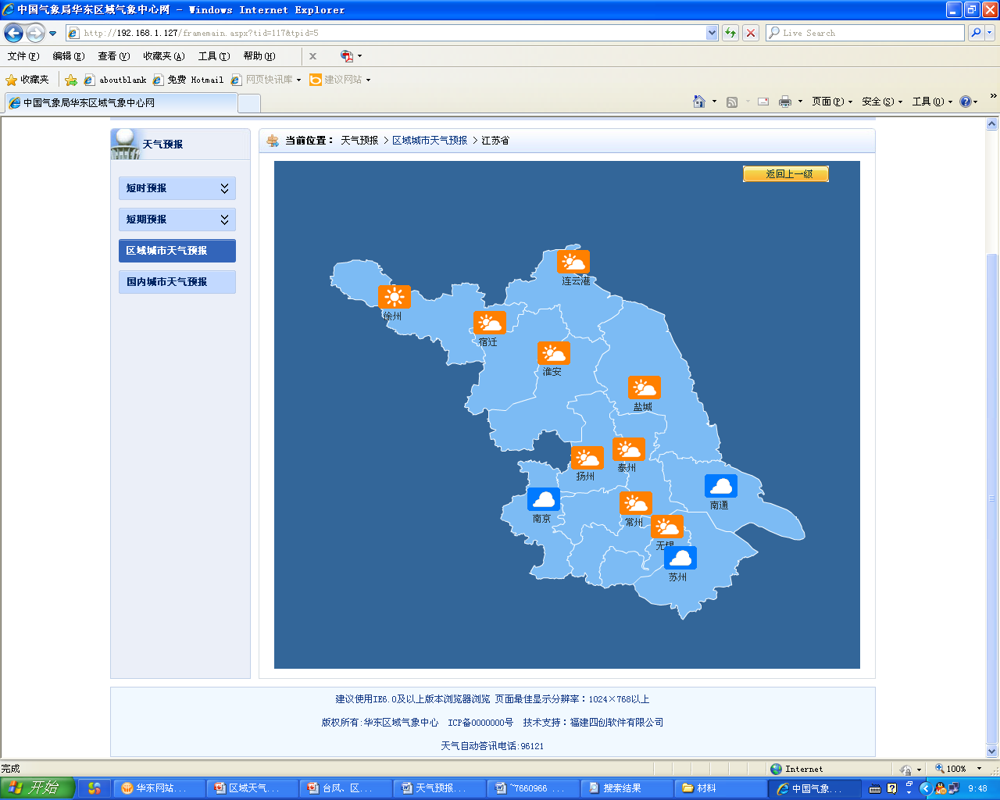 中国气象局华东区域气象中心网 - Windows Internet Explorer
http://192.168.1.127/framemain.aspx?tid=117&tpid=5
Live Search
文件(F) 编辑(E) 查看(V) 收藏夹(A) 工具(T) 帮助(H)
收藏夹 aboutblank 免费 Hotmail 网页快讯库 建议网站
中国气象局华东区域气象中心网
页面(P) 安全(S) 工具(O)
天气预报
短时预报
短期预报
区域城市天气预报
国内城市天气预报
当前位置： 天气预报 > 区域城市天气预报 > 江苏省
返回上一级
连云港
徐州
宿迁
淮安
盐城
扬州
泰州
南通
南京
常州
无锡
苏州
建议使用IE6.0及以上版本浏览器浏览 页面最佳显示分辨率：1024×768以上
版权所有:华东区域气象中心 ICP备0000000号 技术支持：福建四创软件有限公司
天气自动答讯电话:96121
完成
Internet
100%
开始
华东网站...
区域天气...
台风、区...
天气预报...
~7660966 ...
搜索结果
材料
中国气象...
9:48